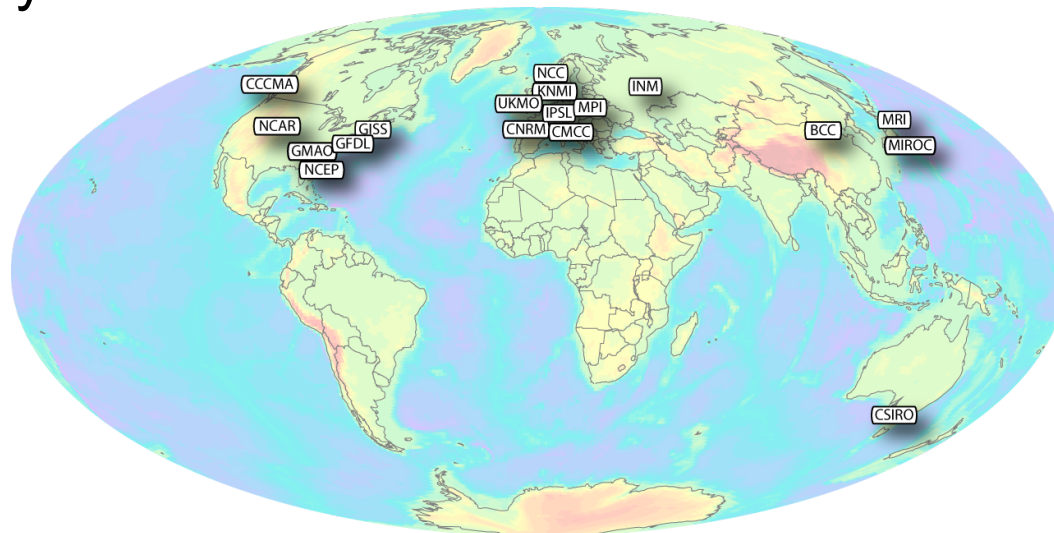 y
NCC
CCCMA
INM
KNMI
UKMO
MPI
IPSL
MRI
NCAR
GISS
CNRM
CMCC
BCC
GFDL
MIROC
GMAO
NCEP
CSIRO